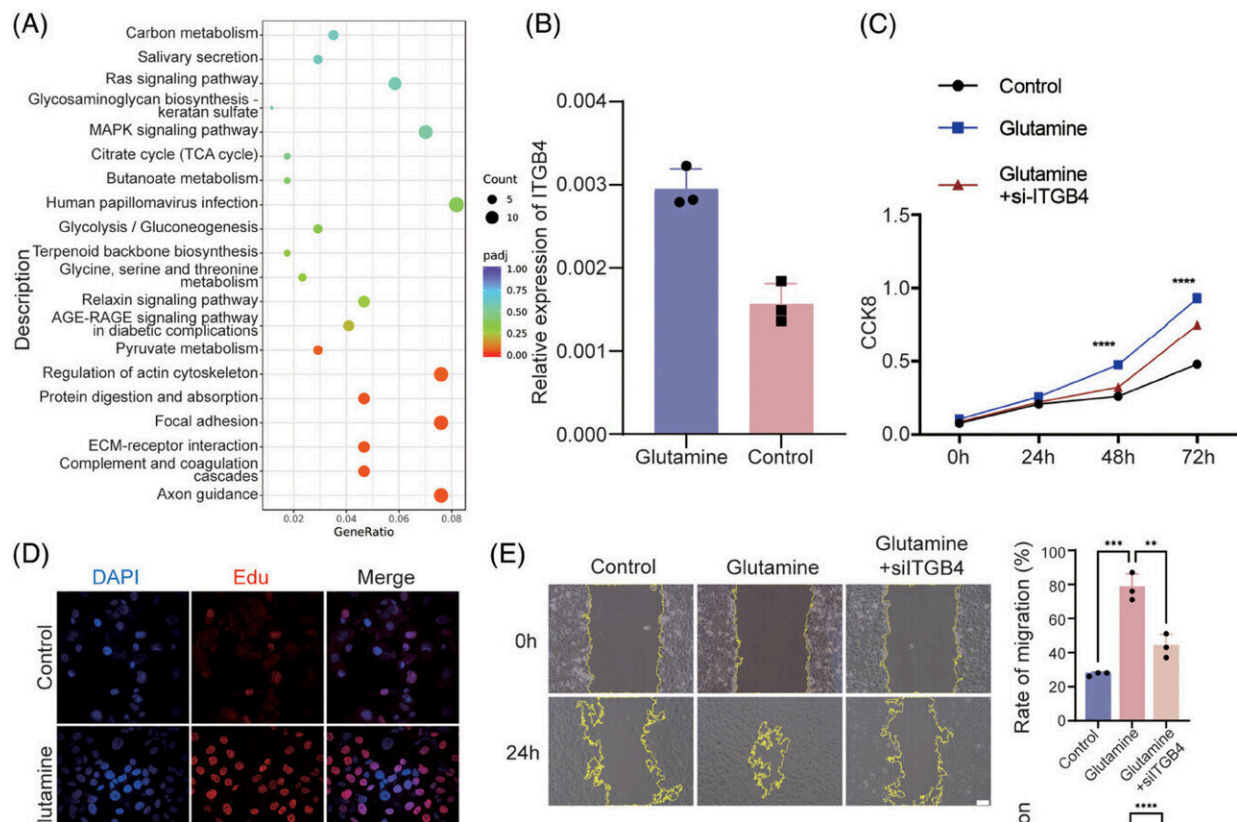 (A)
Carbon metabolism
Salivary secretion
Ras signaling pathway
Glycosaminoglycan biosynthesis -
keratan sulfate
MAPK signaling pathway
Citrate cycle (TCA cycle)
Butanoate metabolism
Human papillomavirus infection
Glycolysis / Gluconeogenesis
Terpenoid backbone biosynthesis
Glycine, serine and threonine
metabolism
Relaxin signaling pathway
AGE-RAGE signaling pathway
in diabetic complications
Pyruvate metabolism
Regulation of actin cytoskeleton
Protein digestion and absorption
Focal adhesion
ECM-receptor interaction
Complement and coagulation
cascades
Axon guidance
Description
0.02 0.04 0.06 0.08
GeneRatio
Count
5
10
padj
1.00
0.75
0.50
0.25
0.00
(B)
Relative expression of ITGB4
0.004
0.003
0.002
0.001
0.000
Glutamine Control
(C)
Control
Glutamine
Glutamine
+si-ITGB4
CCK8
1.5
1.0
0.5
0.0
****
****
0h 24h 48h 72h
(D)
DAPI Edu Merge
Control
lutamine
(E)
Control Glutamine Glutamine
+siITGB4
0h
24h
Rate of migration (%)
100
80
60
40
20
0
*** **
Control
Glutamine
Glutamine
+siITGB4
on
****